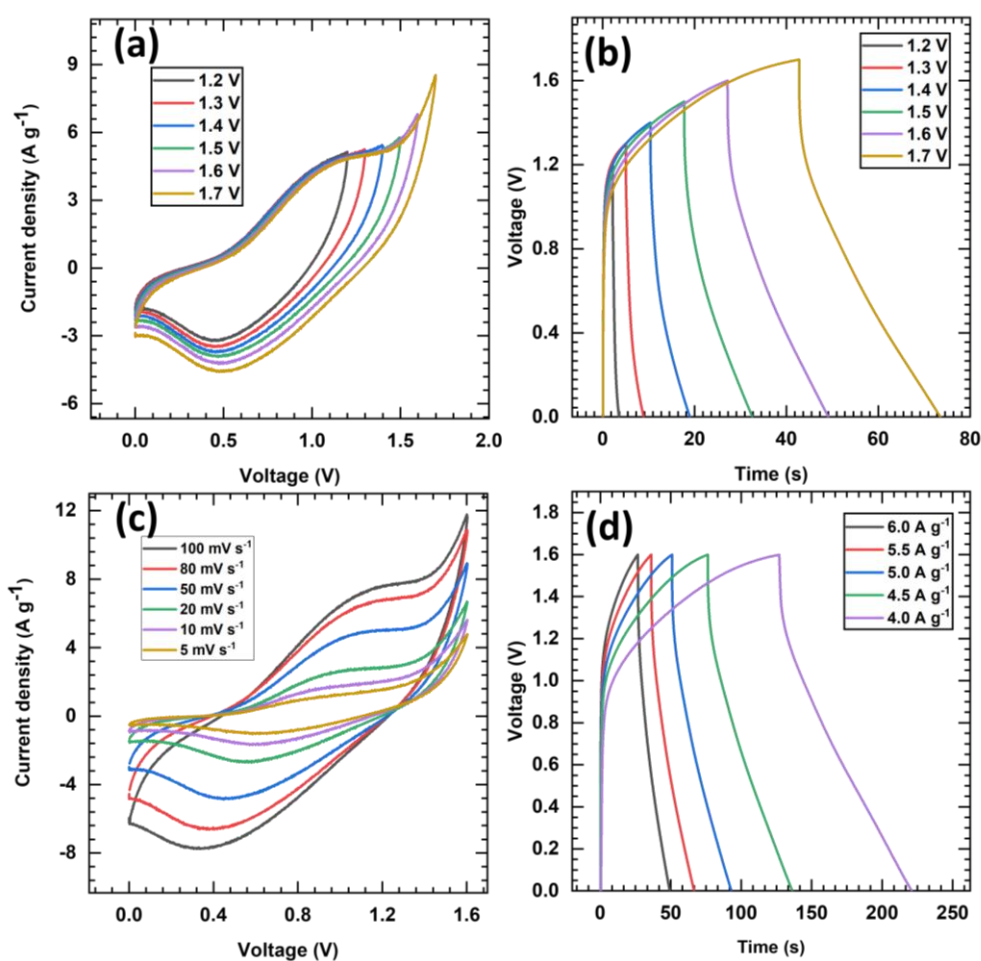 (a)
9
6
3
0
-3
-6
0.0 0.5 1.0 1.5 2.0
Current density (A g⁻¹)
Voltage (V)
1.2 V
1.3 V
1.4 V
1.5 V
1.6 V
1.7 V
(b)
1.6
1.2
0.8
0.4
0.0
0 20 40 60 80
Voltage (V)
Time (s)
1.2 V
1.3 V
1.4 V
1.5 V
1.6 V
1.7 V
(c)
12
8
4
0
-4
-8
0.0 0.4 0.8 1.2 1.6
Current density (A g⁻¹)
Voltage (V)
100 mV s⁻¹
80 mV s⁻¹
50 mV s⁻¹
20 mV s⁻¹
10 mV s⁻¹
5 mV s⁻¹
(d)
1.8
1.6
1.4
1.2
1.0
0.8
0.6
0.4
0.2
0.0
0 50 100 150 200 250
Voltage (V)
Time (s)
6.0 A g⁻¹
5.5 A g⁻¹
5.0 A g⁻¹
4.5 A g⁻¹
4.0 A g⁻¹